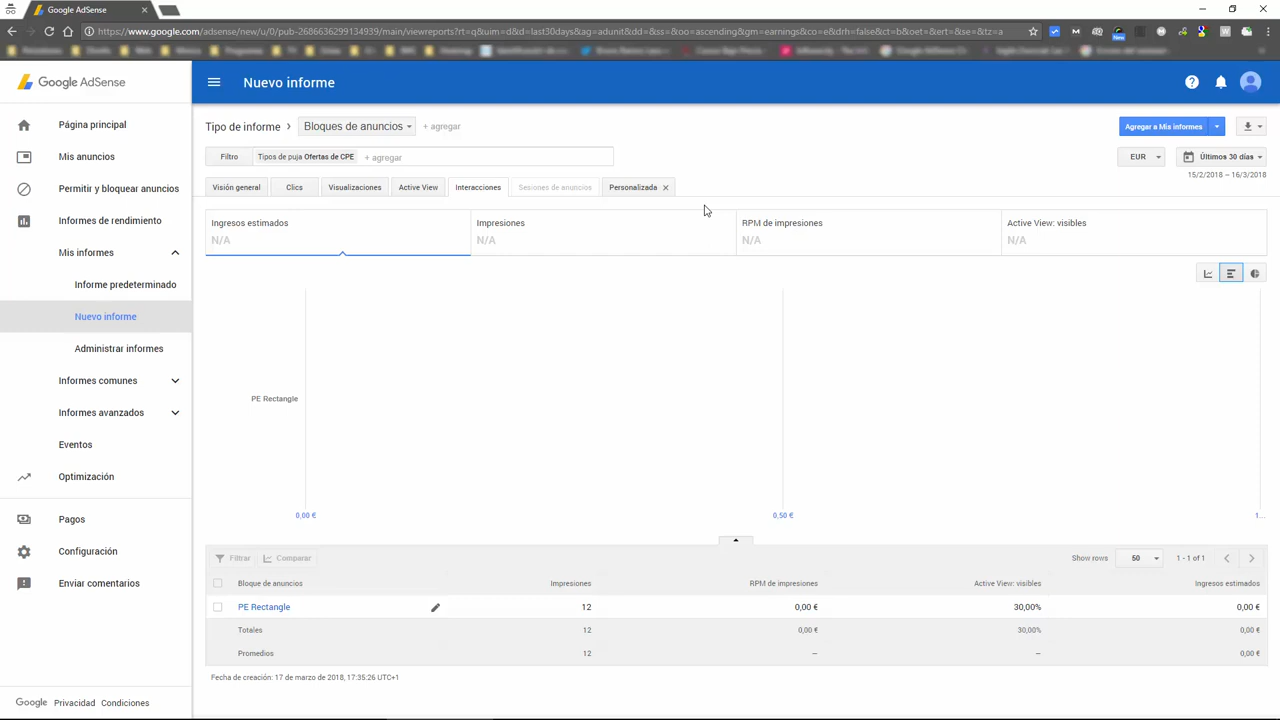 Google AdSense
https://www.google.com/adsense/new/u/0/pub-2686636299134939/main/viewreports?rt=q&uim=d&d=last30days&ag=adunit&dd=&ss=&oo=ascending&gm=earnings&co=e&drh=false&ct=b&oet=&ert=&se=&tz=a
Google AdSense
Nuevo informe
Página principal
Mis anuncios
Permitir y bloquear anuncios
Informes de rendimiento
Mis informes
Informe predeterminado
Nuevo informe
Administrar informes
Informes comunes
Informes avanzados
Eventos
Optimización
Pagos
Configuración
Enviar comentarios
Google Privacidad Condiciones
Tipo de informe Bloques de anuncios + agregar
Agregar a Mis informes
Filtro Tipos de puja Ofertas de CPE + agregar
EUR Últimos 30 días
15/2/2018 – 16/3/2018
Visión general Clics Visualizaciones Active View Interacciones Sesiones de anuncios Personalizada
Ingresos estimados Impresiones RPM de impresiones Active View: visibles
N/A N/A N/A N/A
PE Rectangle
0,00 € 0,50 € 1...
Filtrar Comparar Show rows 50 1 - 1 of 1
Bloque de anuncios Impresiones RPM de impresiones Active View: visibles Ingresos estimados
PE Rectangle 12 0,00 € 30,00% 0,00 €
Totales 12 0,00 € 30,00% 0,00 €
Promedios 12 — — 0,00 €
Fecha de creación: 17 de marzo de 2018, 17:35:26 UTC+1